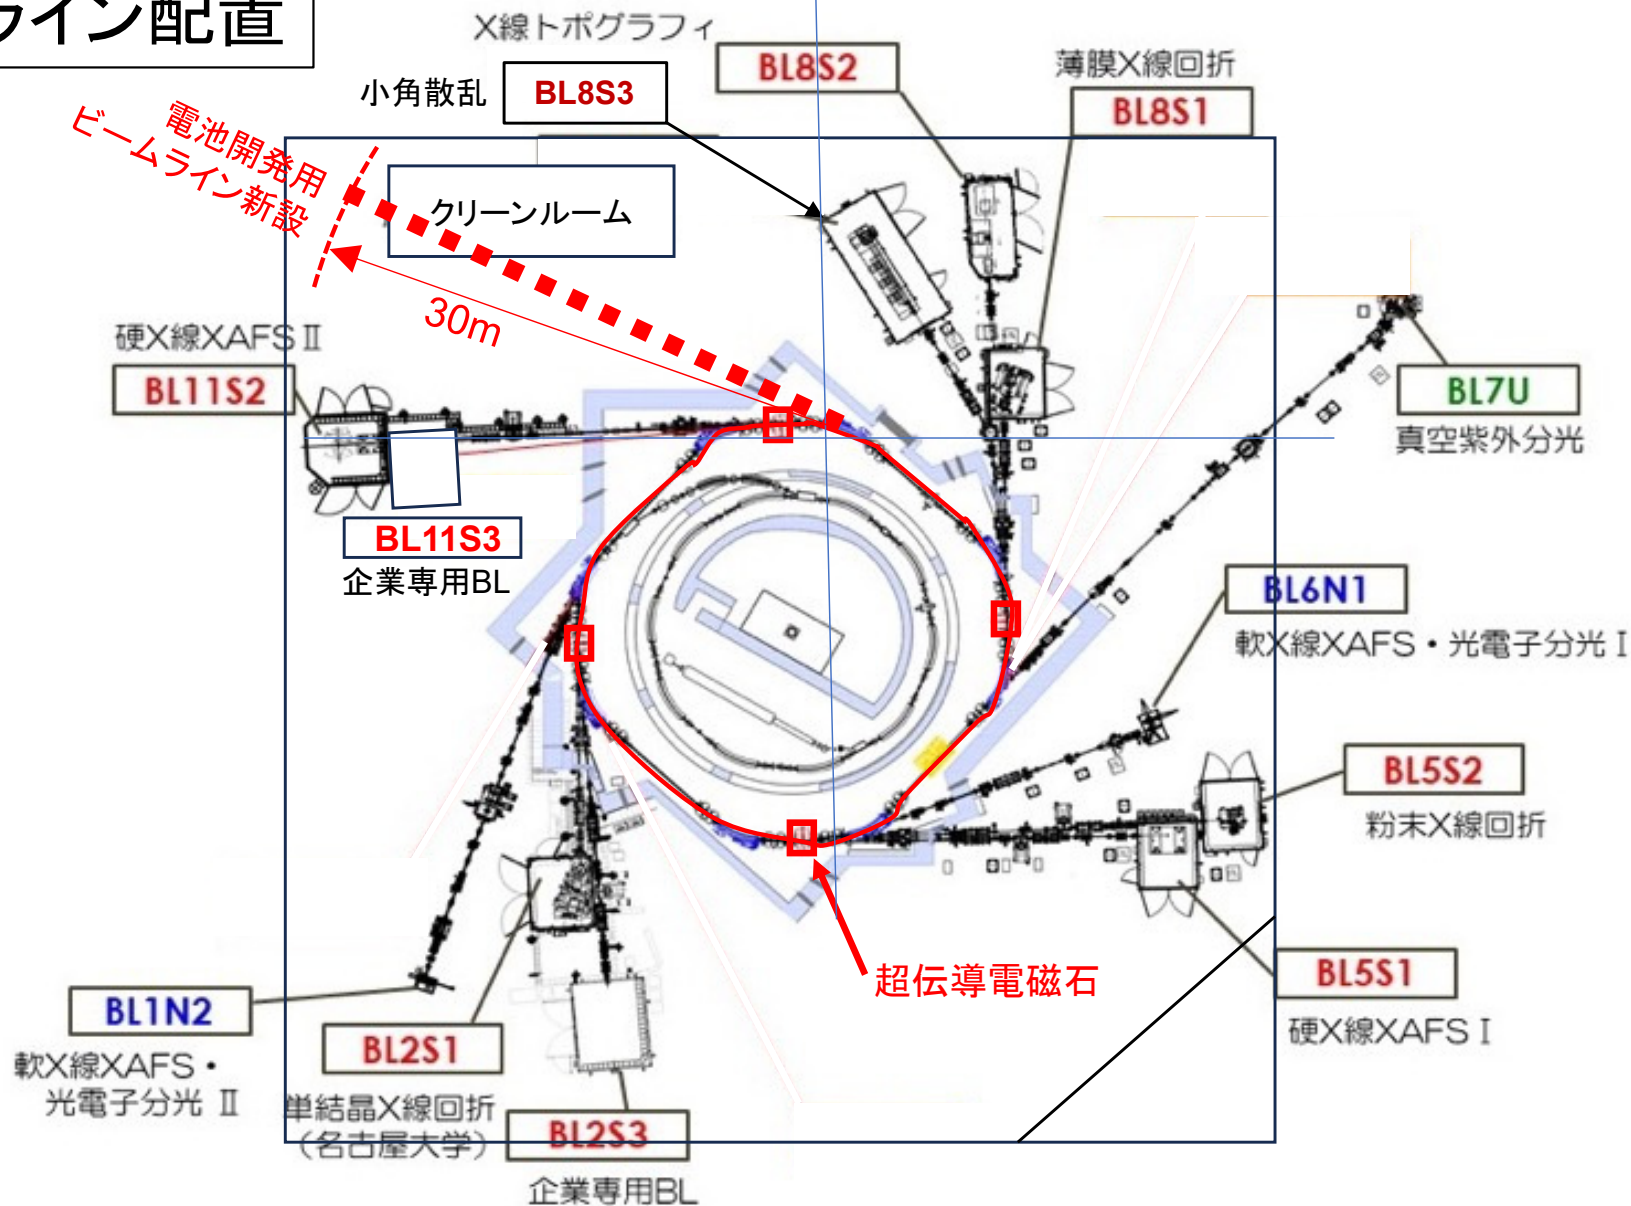 ライン配置
X線トポグラフィ
BL8S2
薄膜X線回折
BL8S1
小角散乱
BL8S3
電池開発用
ビームライン新設
クリーンルーム
30m
硬X線XAFSⅡ
BL11S2
BL11S3
企業専用BL
BL7U
真空紫外分光
BL6N1
軟X線XAFS・光電子分光Ⅰ
BL5S2
粉末X線回折
BL5S1
硬X線XAFSⅠ
超伝導電磁石
BL1N2
軟X線XAFS・
光電子分光 Ⅱ
BL2S1
単結晶X線回折
（名古屋大学）
BL2S3
企業専用BL